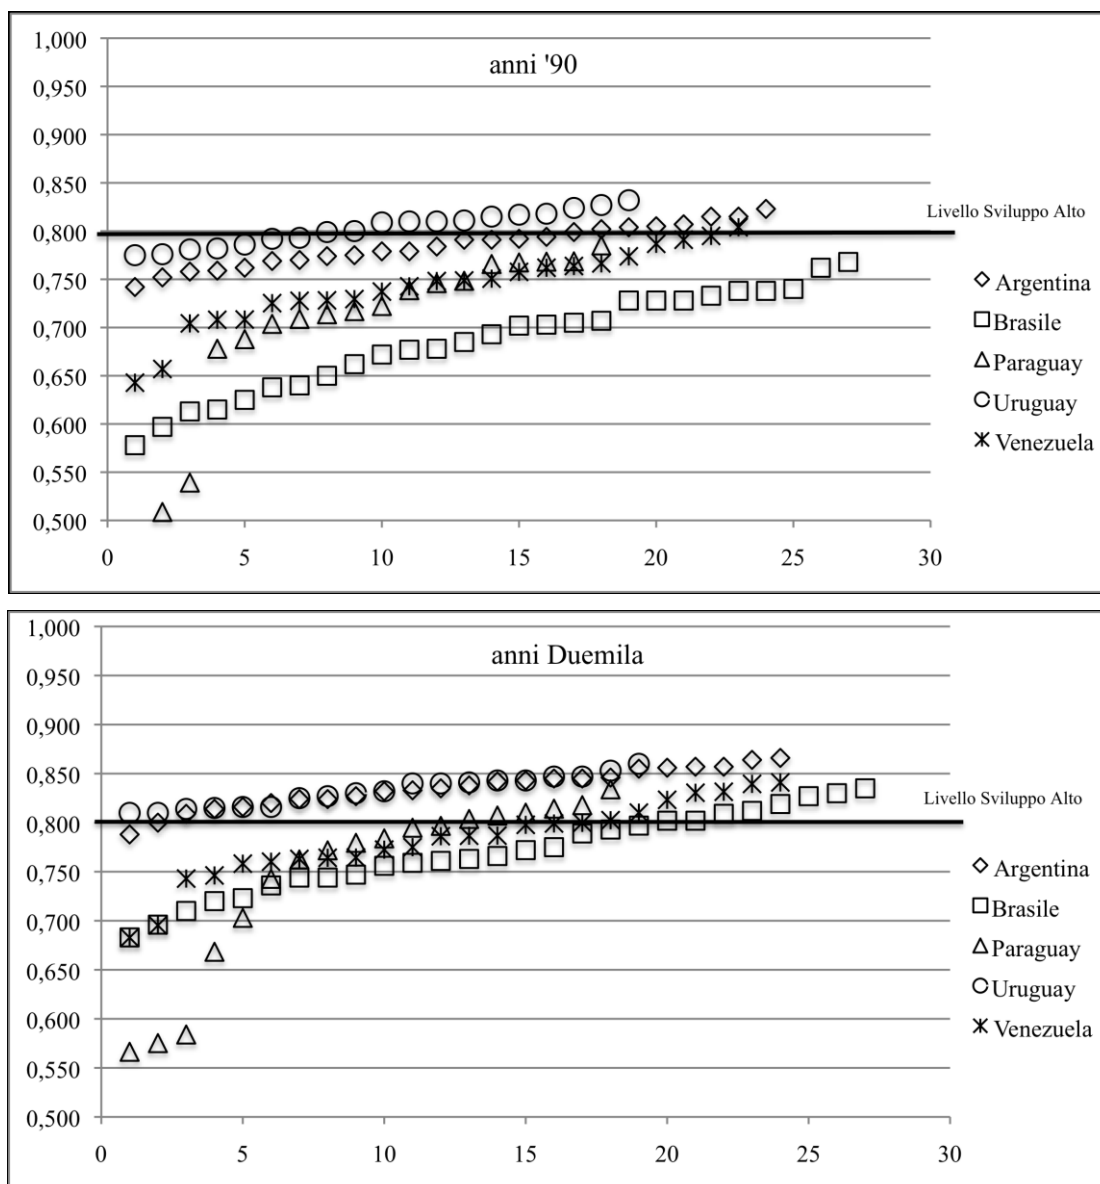 anni '90
1,000
0,950
0,900
0,850
0,800
0,750
0,700
0,650
0,600
0,550
0,500
0 5 10 15 20 25 30
Livello Sviluppo Alto
Argentina
Brasile
Paraguay
Uruguay
Venezuela
anni Duemila
1,000
0,950
0,900
0,850
0,800
0,750
0,700
0,650
0,600
0,550
0,500
0 5 10 15 20 25 30
Livello Sviluppo Alto
Argentina
Brasile
Paraguay
Uruguay
Venezuela